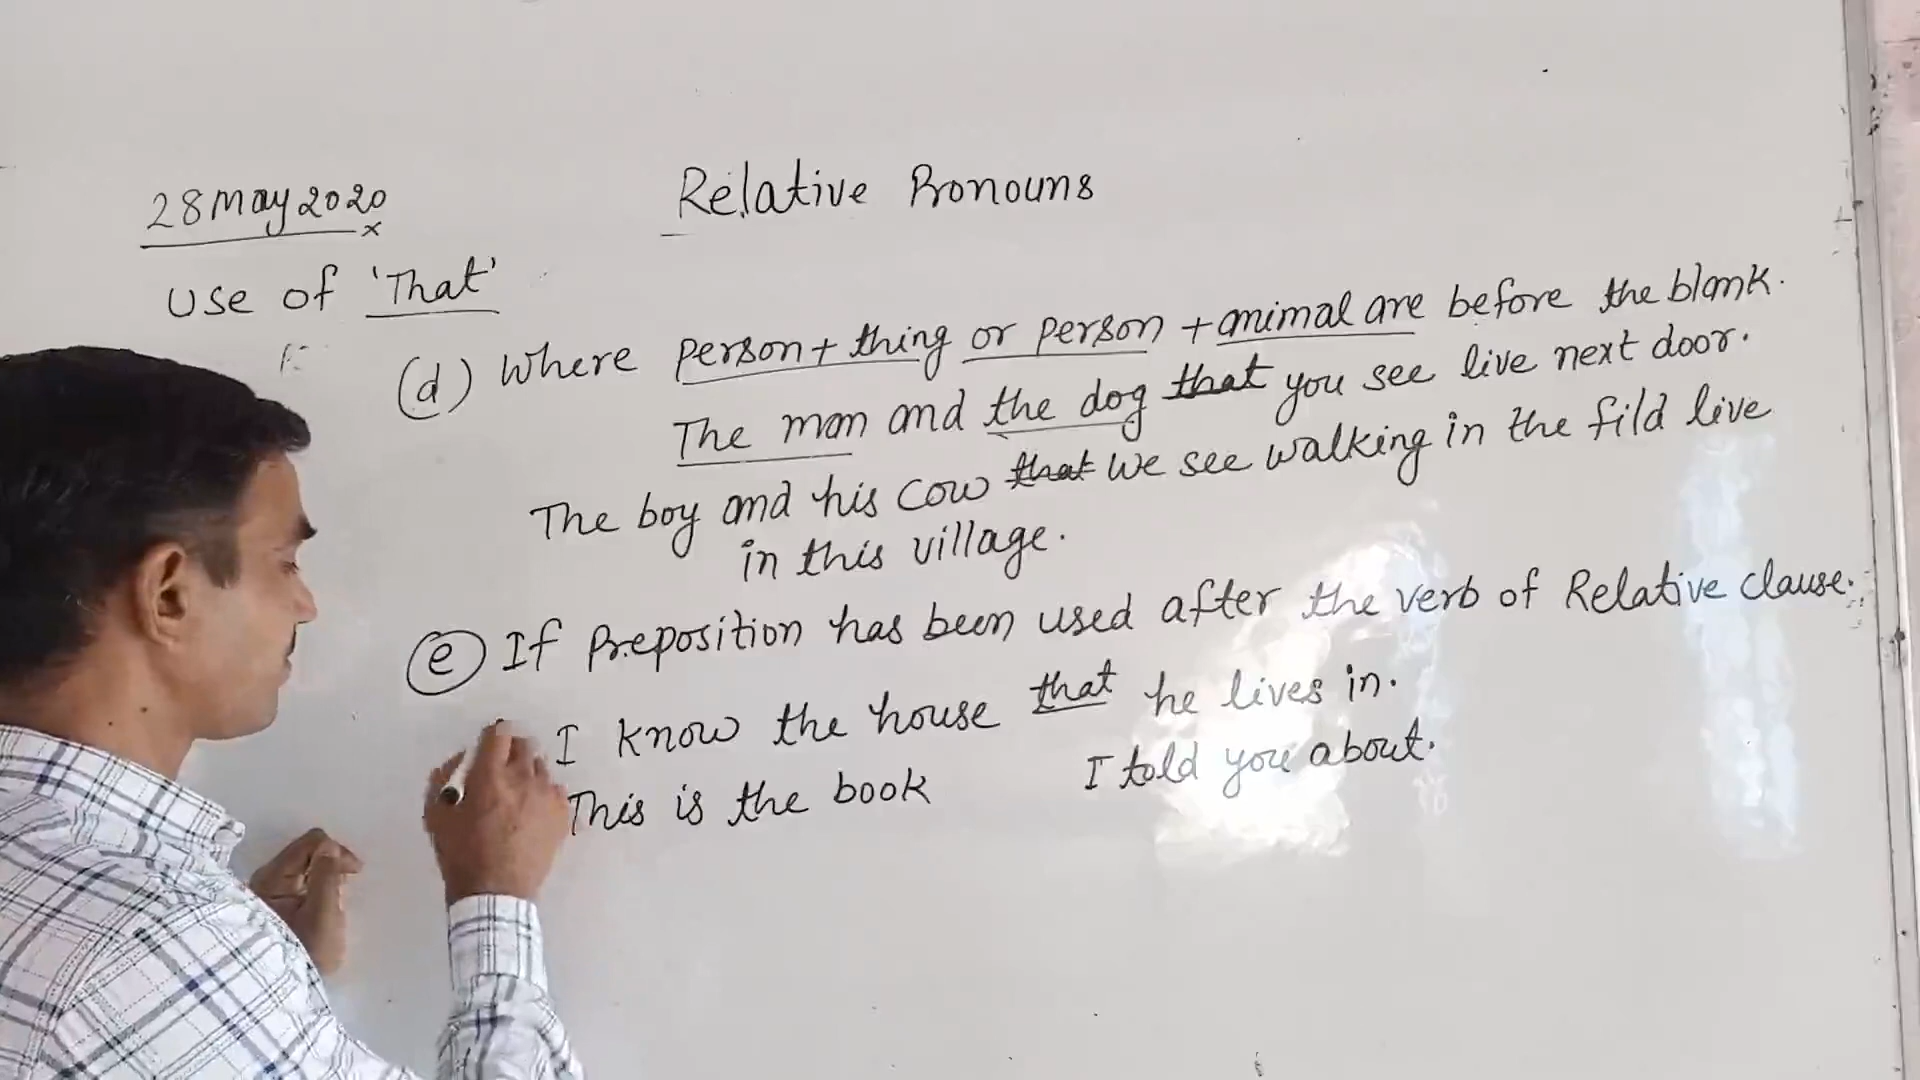 28 May 2020
Relative Pronouns
x
Use of 'That'
(d) Where person + thing or person + animal are before the blank.
The man and the dog that you see live next door.
The boy and his cow that we see walking in the fild live
in this village.
(e) If Preposition has been used after the verb of Relative clause.
I know the house that he lives in.
This is the book I told you about.